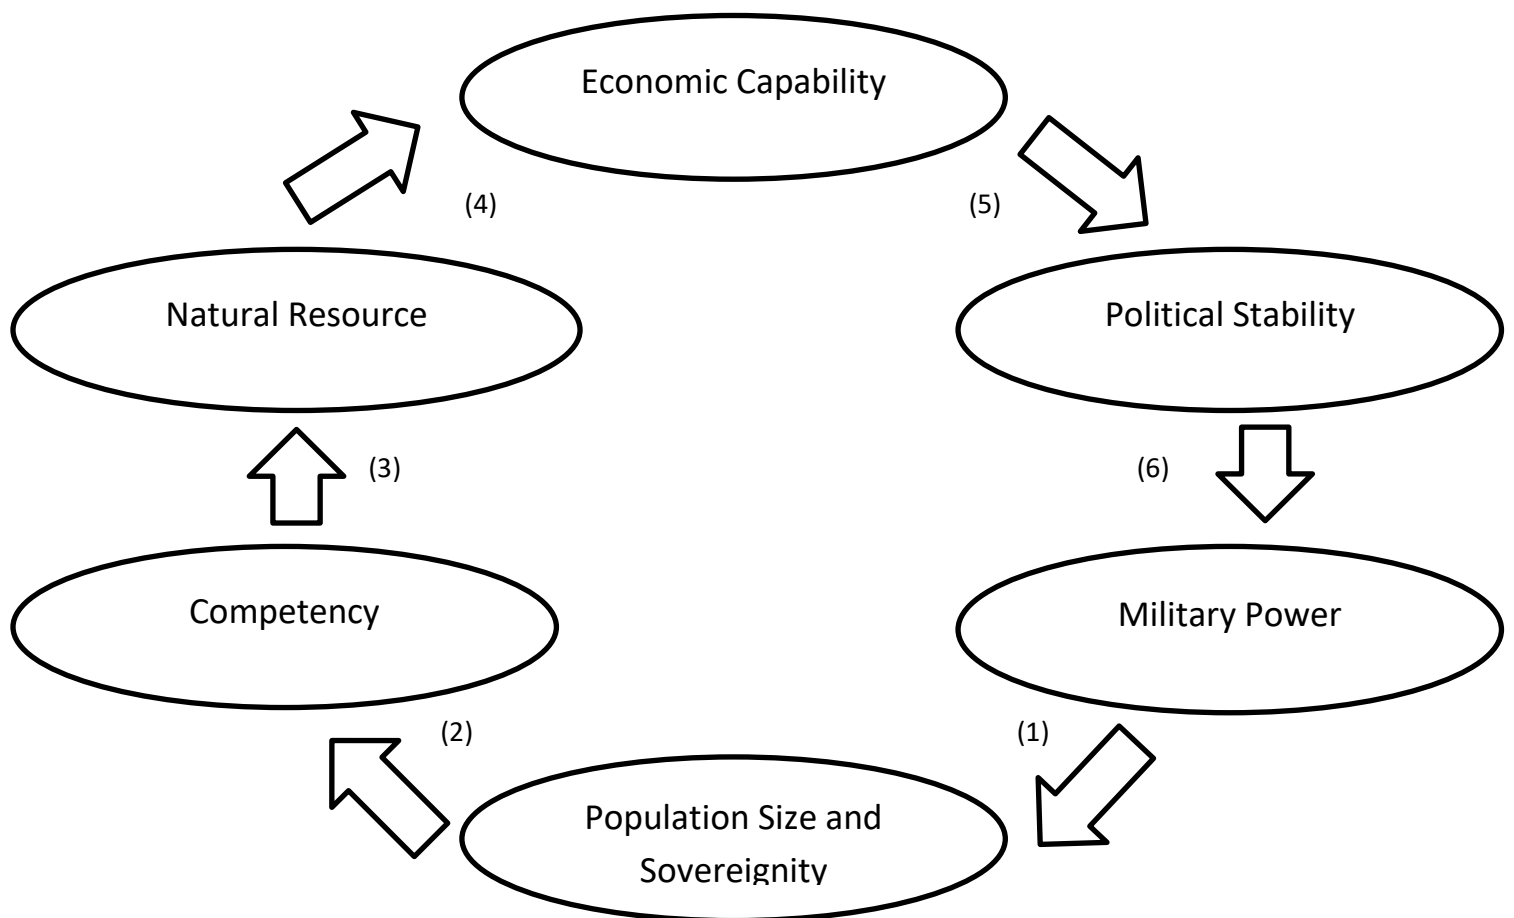 Economic Capability
(4)
(5)
Natural Resource
Political Stability
(3)
(6)
Competency
Military Power
(2)
(1)
Population Size and
Sovereignity